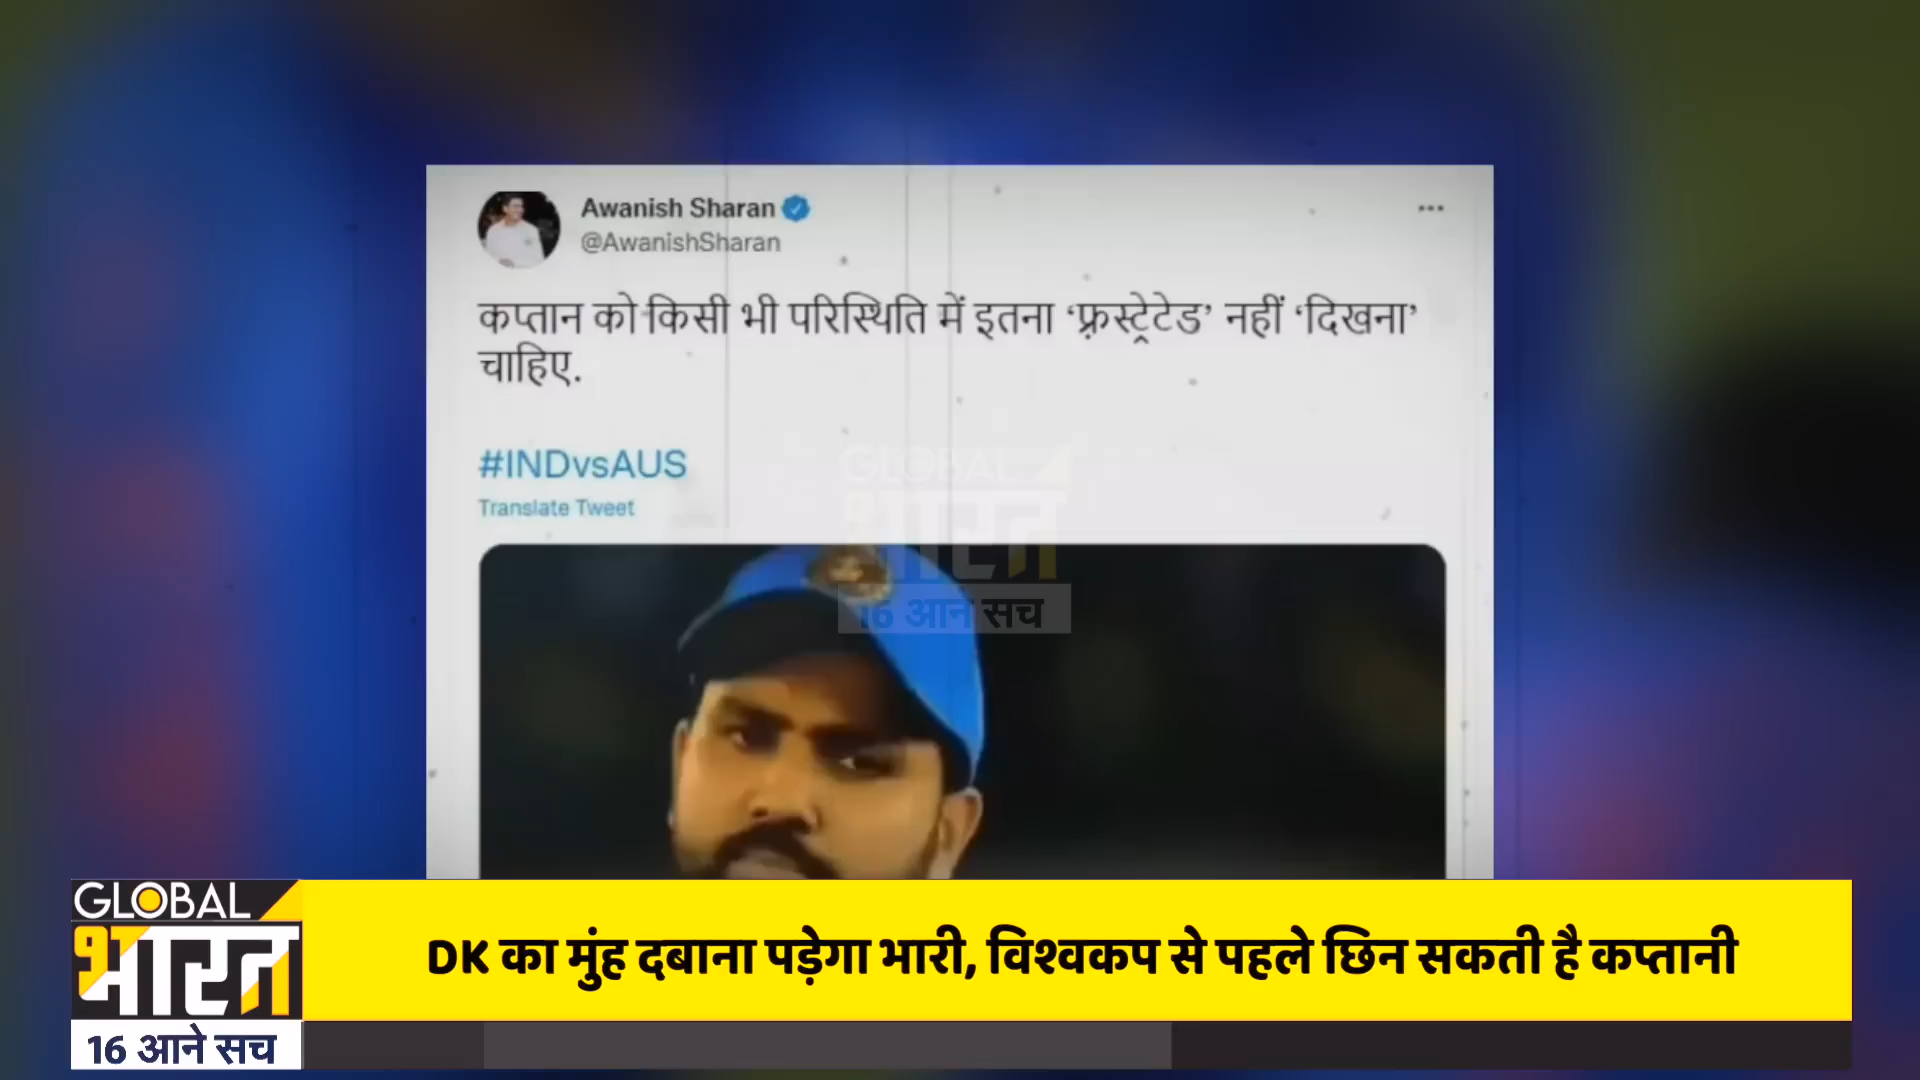 Awanish Sharan
@AwanishSharan
कप्तान को किसी भी परिस्थिति में इतना ‘फ़्रस्ट्रेटेड’ नहीं ‘दिखना’
चाहिए.
#INDvsAUS
Translate Tweet
GLOBAL
भारत
16 आने सच
GLOBAL
भारत
16 आने सच
DK का मुंह दबाना पड़ेगा भारी, विश्वकप से पहले छिन सकती है कप्तानी